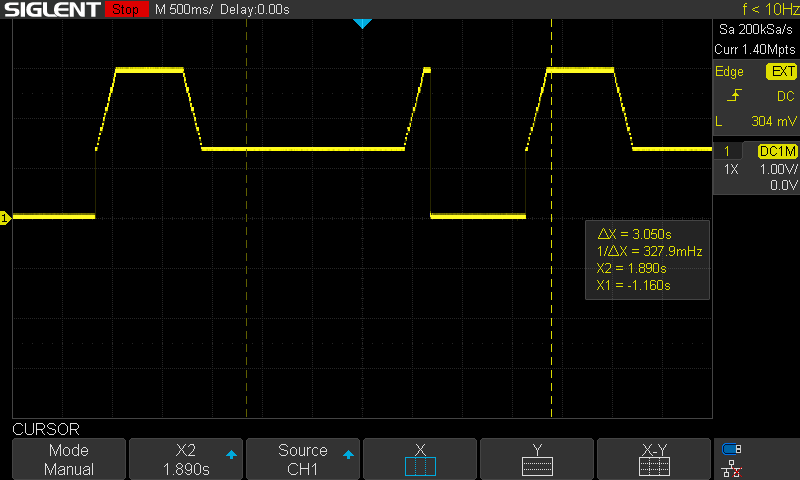 SIGLENT Stop M 500ms/ Delay:0.00s f < 10Hz
Sa 200kSa/s
Curr 1.40Mpts
Edge EXT
DC
L 304 mV
1 DC1M
1X 1.00V/
0.0V
1
ΔX = 3.050s
1/ΔX = 327.9mHz
X2 = 1.890s
X1 = -1.160s
CURSOR
Mode
Manual
X2
1.890s
Source
CH1
X
Y
X-Y